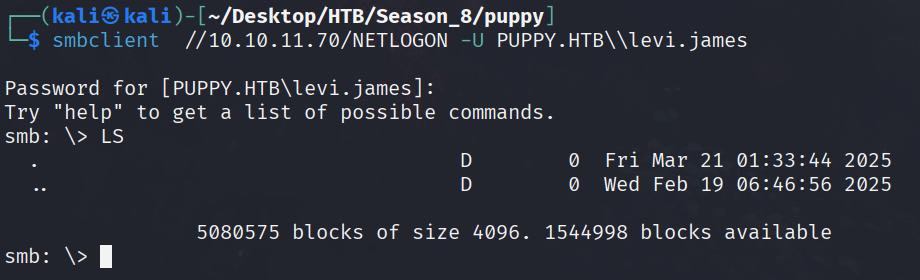 ┌──(kali㉿kali)-[~/Desktop/HTB/Season_8/puppy]
└─$ smbclient  //10.10.11.70/NETLOGON -U PUPPY.HTB\\levi.james
Password for [PUPPY.HTB\levi.james]:
Try "help" to get a list of possible commands.
smb: \> LS
  .                                   D        0  Fri Mar 21 01:33:44 2025
  ..                                  D        0  Wed Feb 19 06:46:56 2025
                5080575 blocks of size 4096. 1544998 blocks available
smb: \>